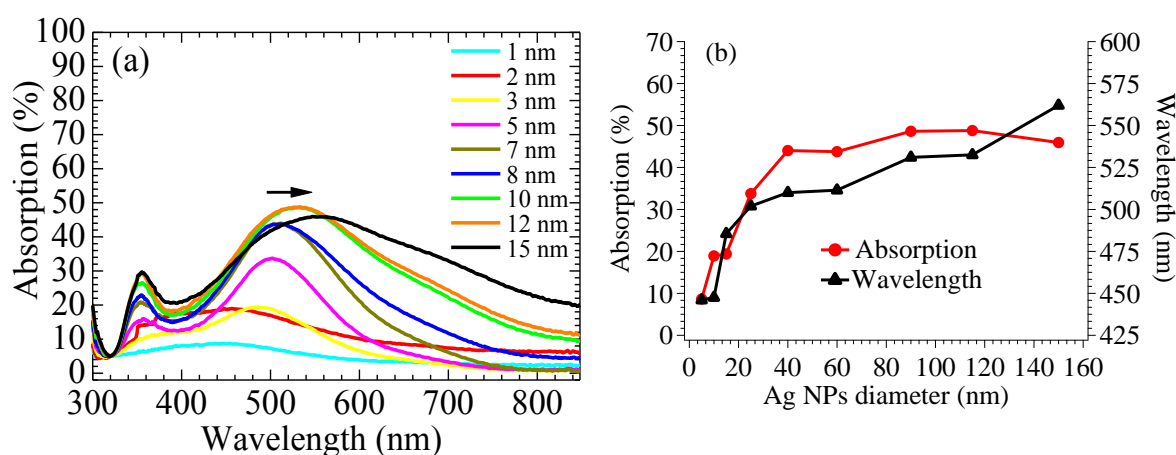 (a)
Absorption (%)
100
90
80
70
60
50
40
30
20
10
0
1 nm
2 nm
3 nm
5 nm
7 nm
8 nm
10 nm
12 nm
15 nm
300 400 500 600 700 800
Wavelength (nm)
(b)
Absorption (%)
70
60
50
40
30
20
10
0
Absorption
Wavelength
600
575
550
525
500
475
450
425
Wavelength (nm)
0 20 40 60 80 100 120 140 160
Ag NPs diameter (nm)